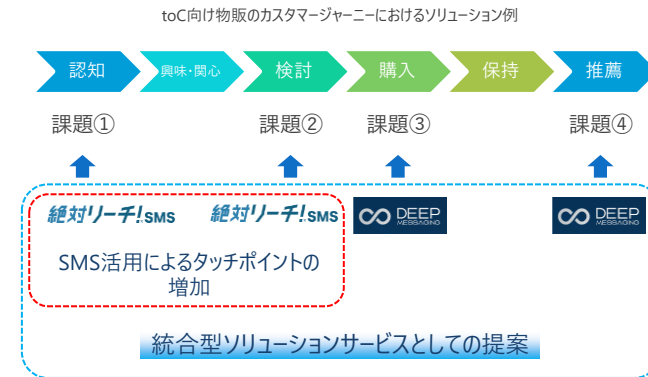 toC向け物販のカスタマージャーニーにおけるソリューション例
認知 興味・関心 検討 購入 保持 推薦
課題① 課題② 課題③ 課題④
絶対リーチ!SMS 絶対リーチ!SMS DEEP MESSAGING DEEP MESSAGING
SMS活用によるタッチポイントの
増加
統合型ソリューションサービスとしての提案